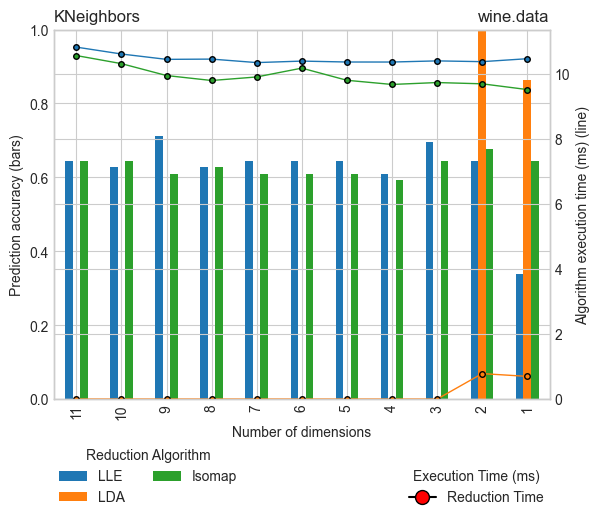 KNeighbors wine.data
1.0
0.8
0.6
0.4
0.2
0.0
Prediction accuracy (bars)
10
8
6
4
2
0
Algorithm execution time (ms) (line)
11 10 9 8 7 6 5 4 3 2 1
Number of dimensions
Reduction Algorithm
LLE
LDA
Isomap
Execution Time (ms)
Reduction Time